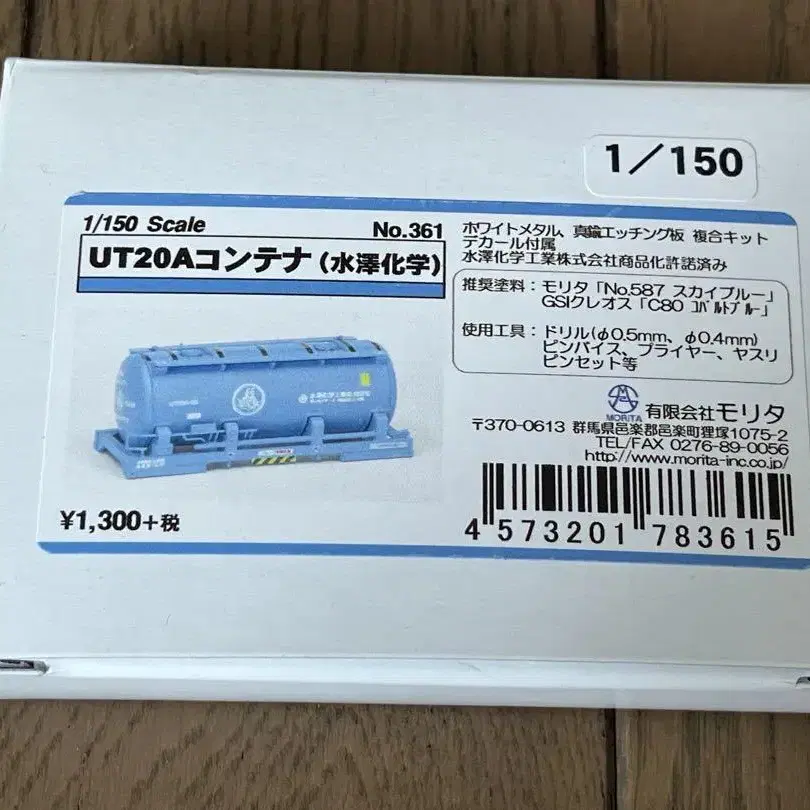 1／150
1/150 Scale
No.361
UT20Aコンテナ(水澤化学)
ホワイトメタル、真鍮エッチング板 複合キット
デカール付属
水澤化学工業株式会社商品化許諾済み
推奨塗料：モリタ「No.587 スカイブルー」
GSIクレオス「C80 ｺﾊﾞﾙﾄﾌﾞﾙｰ」
使用工具：ドリル(φ0.5mm、φ0.4mm)
ピンバイス、プライヤー、ヤスリ
ピンセット等
MORITA
有限会社モリタ
〒370-0613 群馬県邑楽郡邑楽町狸塚1075-2
TEL/FAX 0276-89-0056
http://www.morita-inc.co.jp/
¥1,300+税
4 573201 783615